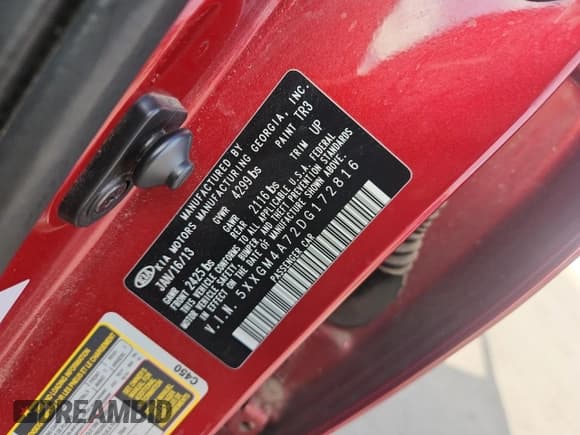 MANUFACTURED BY
KIA MOTORS MANUFACTURING GEORGIA, INC.
JAN/16/13 GVWR 4299 lbs PAINT TR3
GAWR FRONT 2425 lbs GAWR REAR 2116 lbs TRIM UP
THIS VEHICLE CONFORMS TO ALL APPLICABLE U.S.A. FEDERAL
MOTOR VEHICLE SAFETY, BUMPER, AND THEFT PREVENTION STANDARDS
IN EFFECT ON THE DATE OF MANUFACTURE SHOWN ABOVE.
V.I.N. 5XXGM4A72DG172816
PASSENGER CAR
C450
DREAMBID